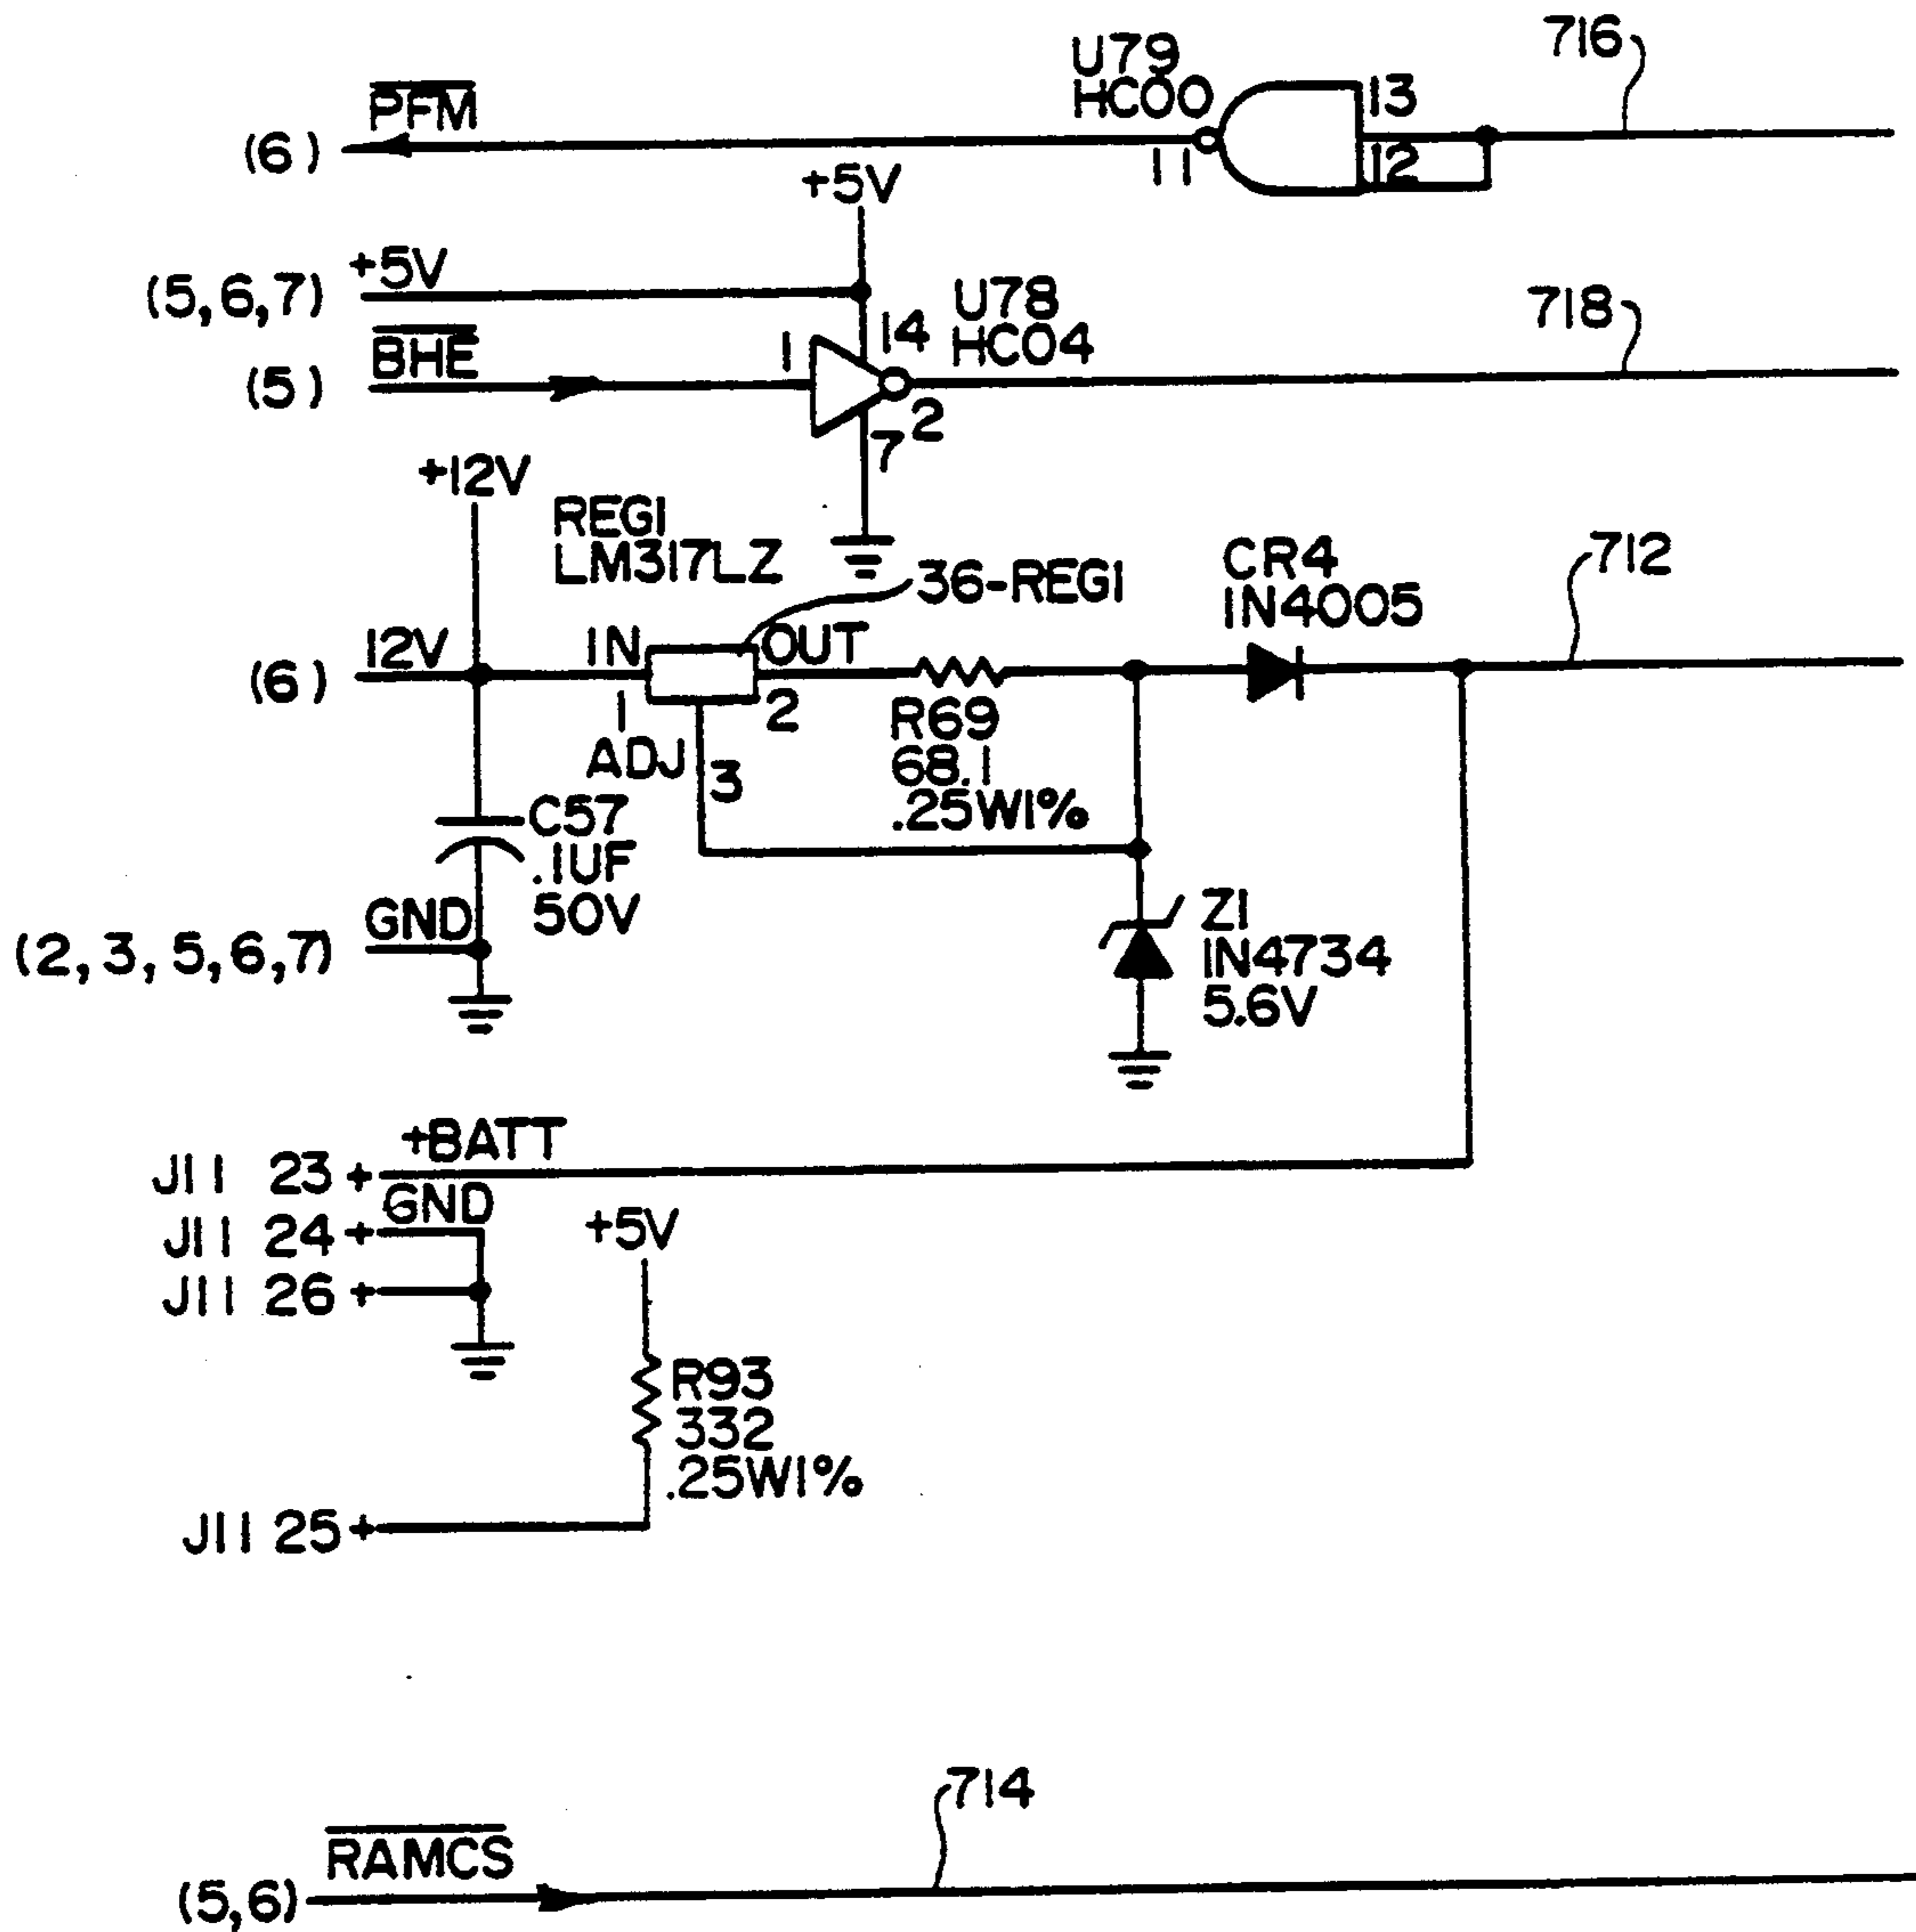 716
U79
HC00
13
12
11
PFM
(6)
+5V
(5,6,7)
+5V
14
U78
HC04
718
1
BHE
(5)
2
7
+12V
REG1
LM317LZ
36-REG1
CR4
1N4005
712
12V
(6)
IN
OUT
1
2
ADJ
3
R69
68.1
.25W1%
C57
.1UF
50V
GND
(2,3,5,6,7)
Z1
1N4734
5.6V
+BATT
J11 23
GND
J11 24
+5V
J11 26
R93
332
.25W1%
J11 25
714
RAMCS
(5,6)